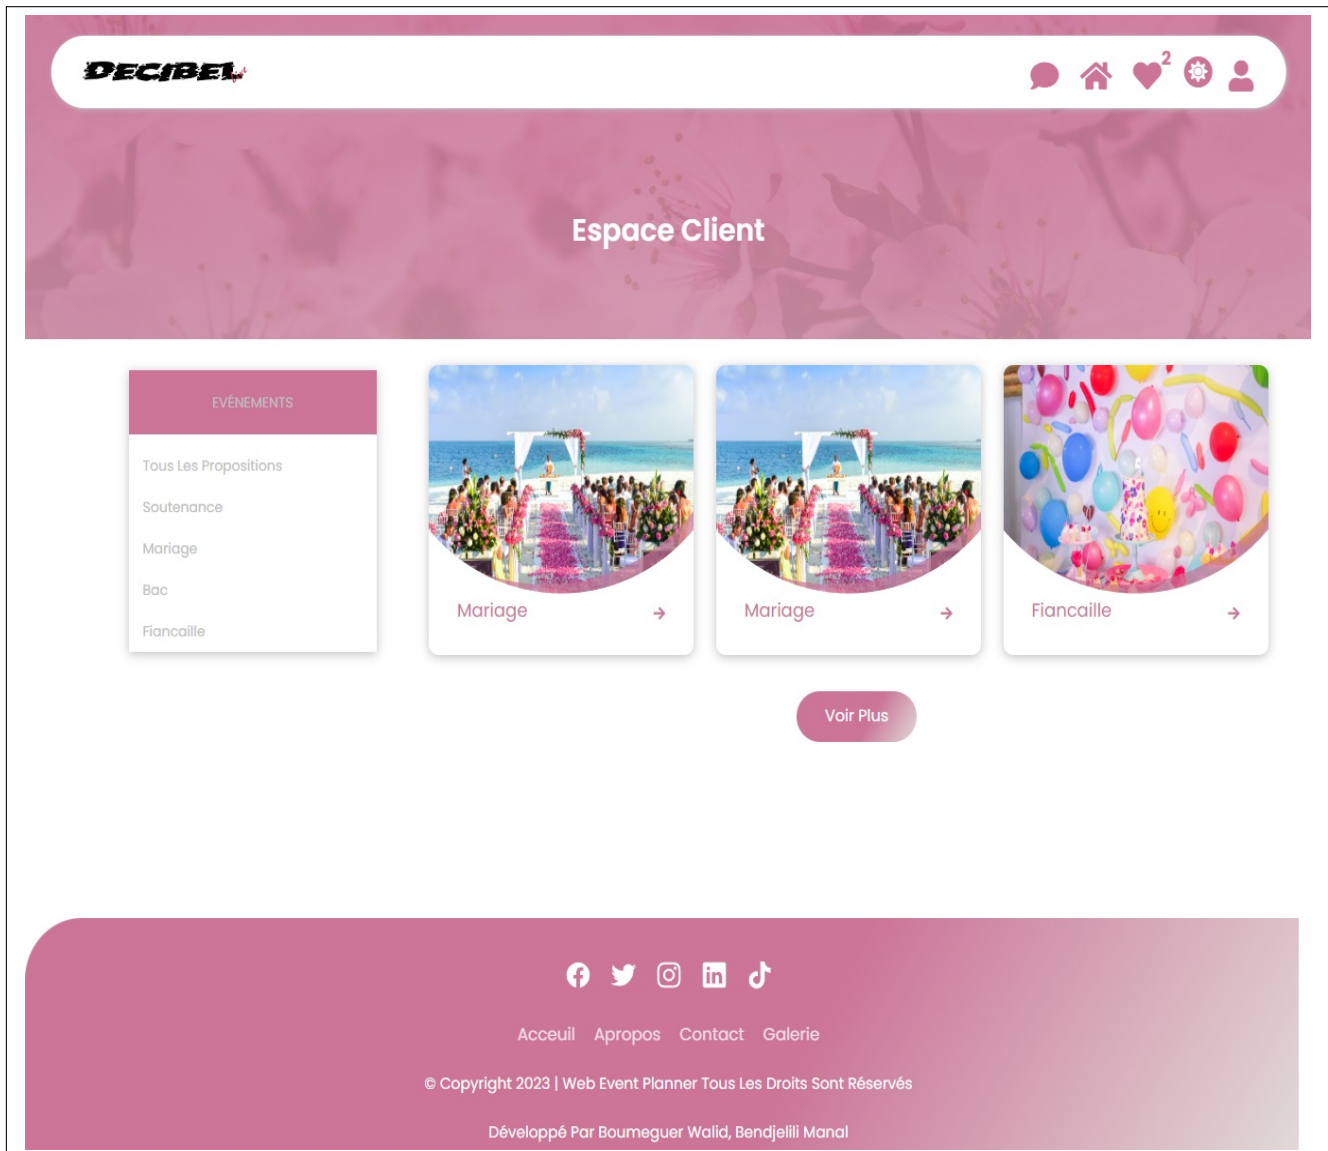 DECIBEL
2
Espace Client
EVÉNEMENTS
Tous Les Propositions
Soutenance
Mariage
Bac
Fiancaille
Mariage
Mariage
Fiancaille
Voir Plus
Acceuil Apropos Contact Galerie
© Copyright 2023 | Web Event Planner Tous Les Droits Sont Réservés
Développé Par Boumeguer Walid, Bendjelili Manal